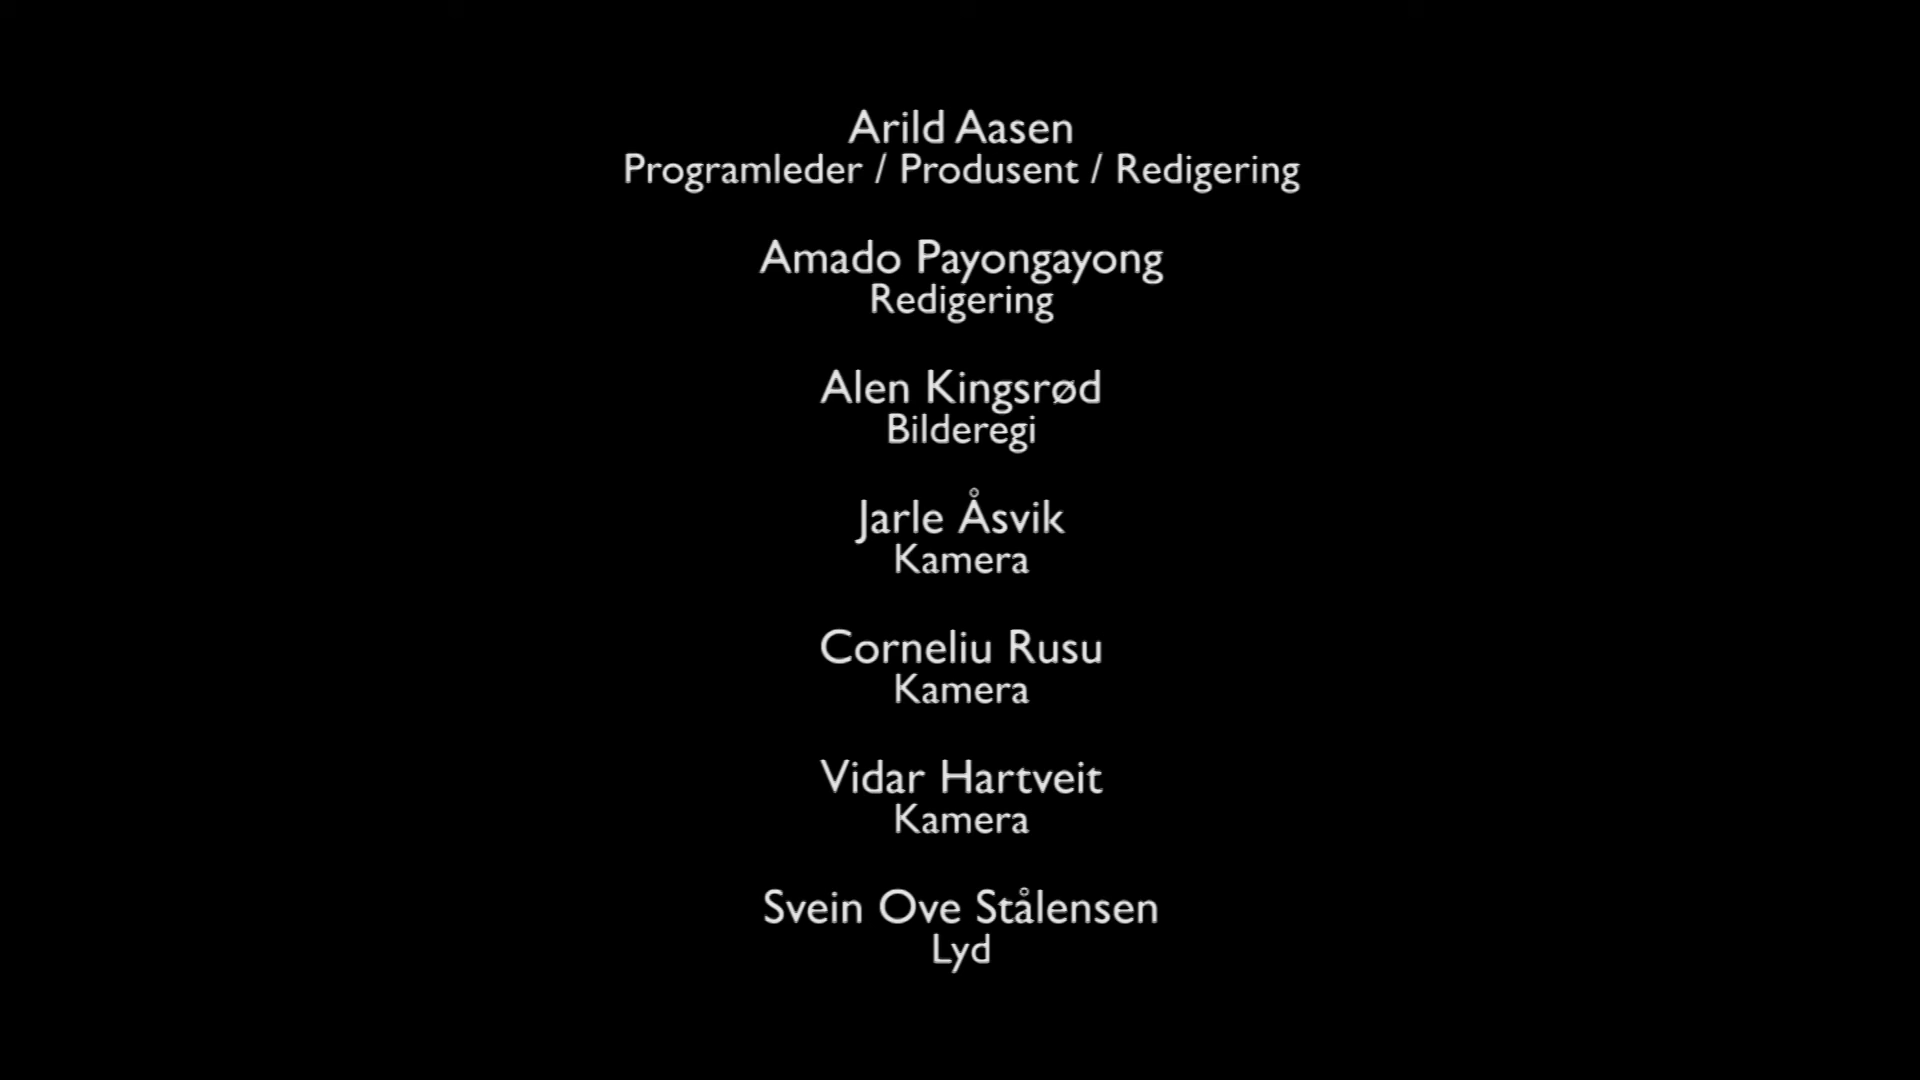 Arild Aasen
Programleder / Produsent / Redigering
Amado Payongayong
Redigering
Alen Kingsrød
Bilderegi
Jarle Åsvik
Kamera
Corneliu Rusu
Kamera
Vidar Hartveit
Kamera
Svein Ove Stålensen
Lyd